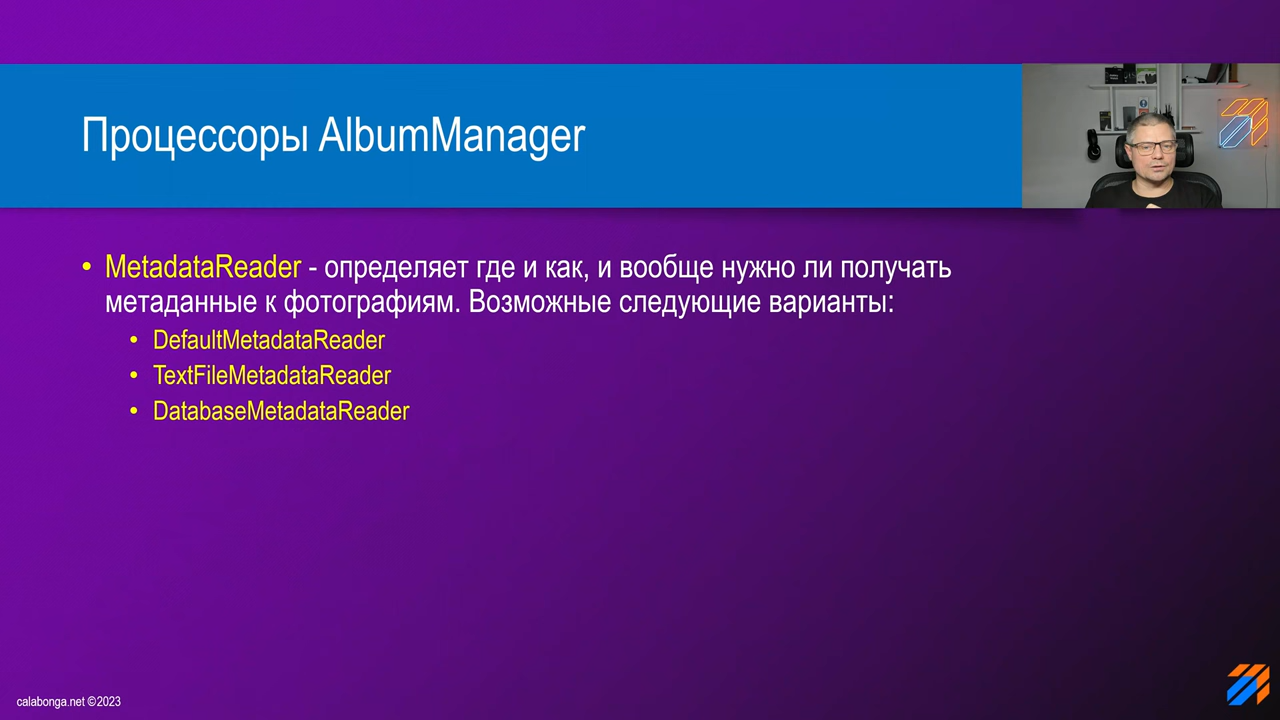 Процессоры AlbumManager
• MetadataReader - определяет где и как, и вообще нужно ли получать
метаданные к фотографиям. Возможные следующие варианты:
• DefaultMetadataReader
• TextFileMetadataReader
• DatabaseMetadataReader
calabonga.net ©2023